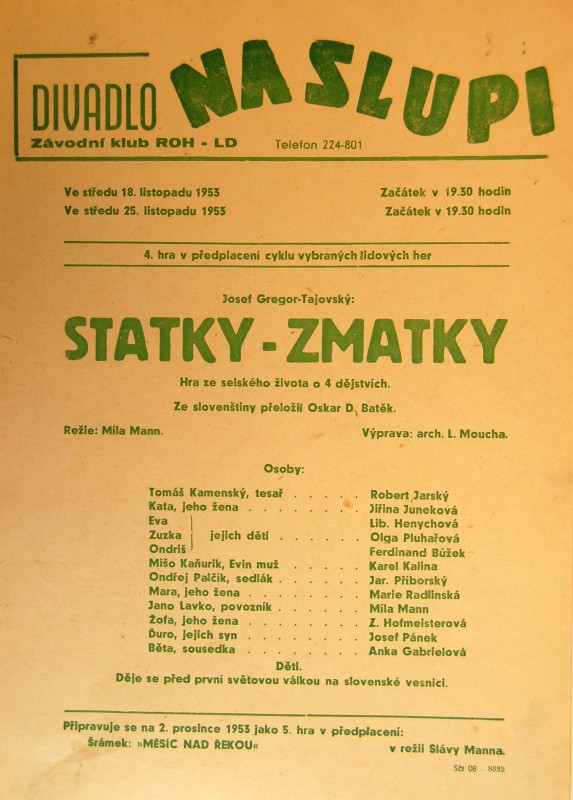 DIVADLO NA SLUPI
Závodní klub ROH - LD Telefon 224-801
Ve středu 18. listopadu 1953 Začátek v 19.30 hodin
Ve středu 25. listopadu 1953 Začátek v 19.30 hodin
4. hra v předplacení cyklu vybraných lidových her
Josef Gregor-Tajovský:
STATKY - ZMATKY
Hra ze selského života o 4 dějstvích.
Ze slovenštiny přeložil Oskar D. Batěk.
Režie: Míla Mann. Výprava: arch. L. Moucha.
Osoby:
Tomáš Kamenský, tesař . . . . . Robert Jarský
Kata, jeho žena . . . . . . . . Jiřina Juneková
Eva Lib. Henychová
Zuzka jejich děti . . . . . Olga Pluhařová
Ondriš Ferdinand Bůžek
Mišo Kaňurik, Evin muž . . . . . Karel Kalina
Ondřej Palčík, sedlák . . . . . . Jar. Příborský
Mara, jeho žena . . . . . . . . Marie Radlinská
Jano Lavko, povozník . . . . . . Míla Mann
Žofa, jeho žena . . . . . . . . Z. Hofmeisterová
Ďuro, jejich syn . . . . . . . . Josef Pánek
Běta, sousedka . . . . . . . . Anka Gabrielová
Děti.
Děje se před první světovou válkou na slovenské vesnici.
Připravuje se na 2. prosince 1953 jako 5. hra v předplacení:
Šrámek: »MĚSÍC NAD ŘEKOU« v režii Slávy Manna.
Sčt 08 - 8095